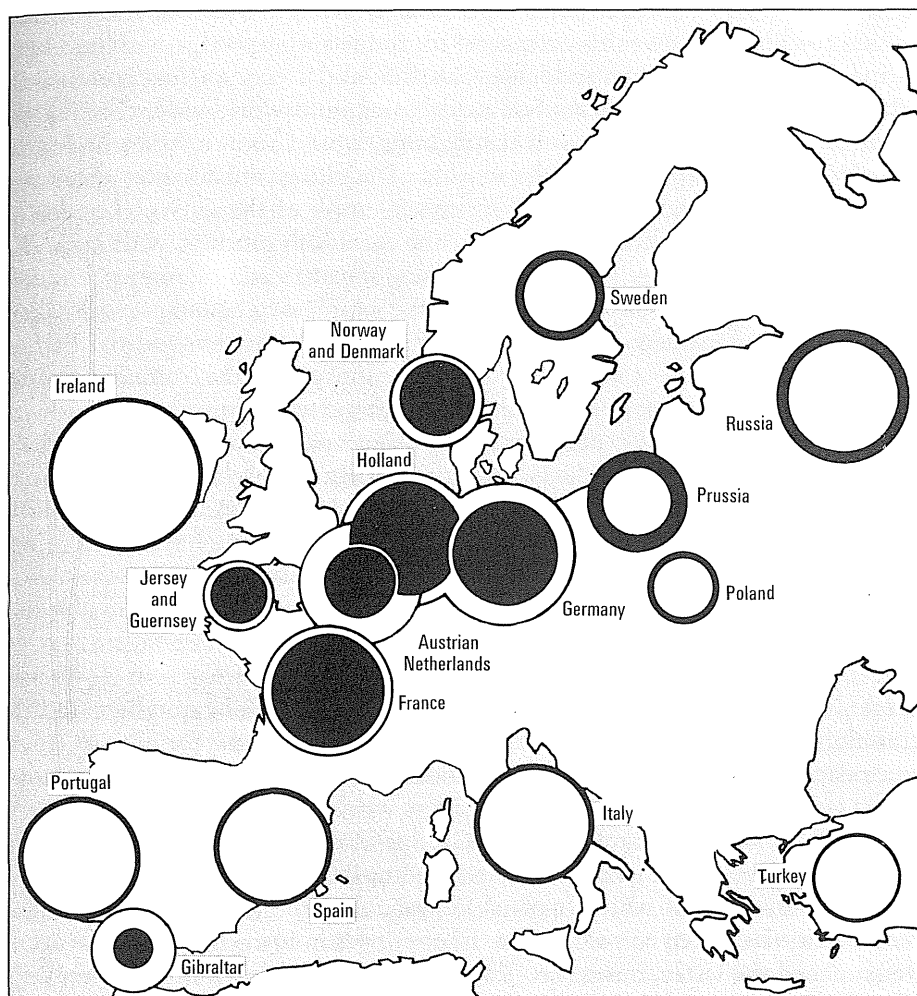 Sweden
Norway
and Denmark
Ireland
Russia
Holland
Prussia
Jersey
and
Guernsey
Poland
Germany
Austrian
Netherlands
France
Portugal
Italy
Turkey
Spain
Gibraltar